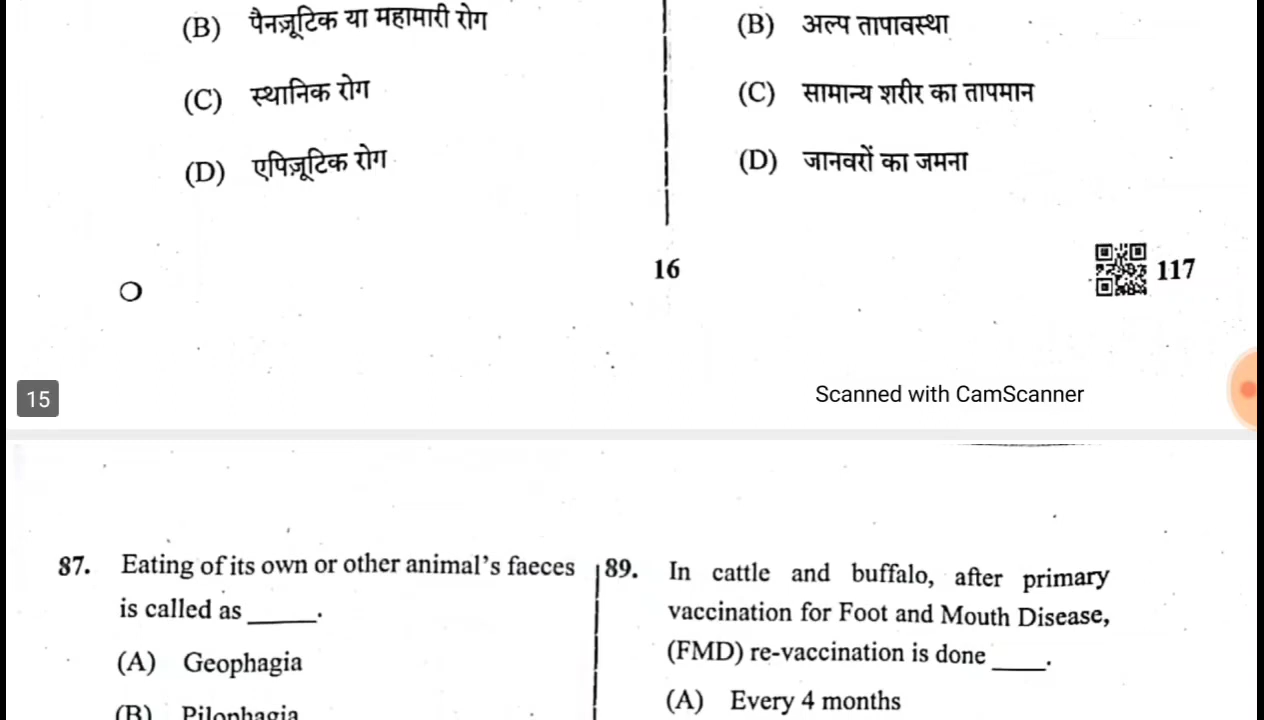 (B) पैनज़ूटिक या महामारी रोग
(C) स्थानिक रोग
(D) एपिज़ूटिक रोग
(B) अल्प तापावस्था
(C) सामान्य शरीर का तापमान
(D) जानवरों का जमना
16
117
15
Scanned with CamScanner
87. Eating of its own or other animal’s faeces
is called as _____.
(A) Geophagia
(B) Pilophagia
89. In cattle and buffalo, after primary
vaccination for Foot and Mouth Disease,
(FMD) re-vaccination is done ____.
(A) Every 4 months